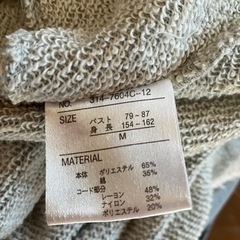 NO. 314-7604C-12
SIZE バスト 79~87
身長 154~162
M
MATERIAL
本体 ポリエステル 65%
綿 35%
コード部分
レーヨン 48%
ナイロン 32%
ポリエステル 20%